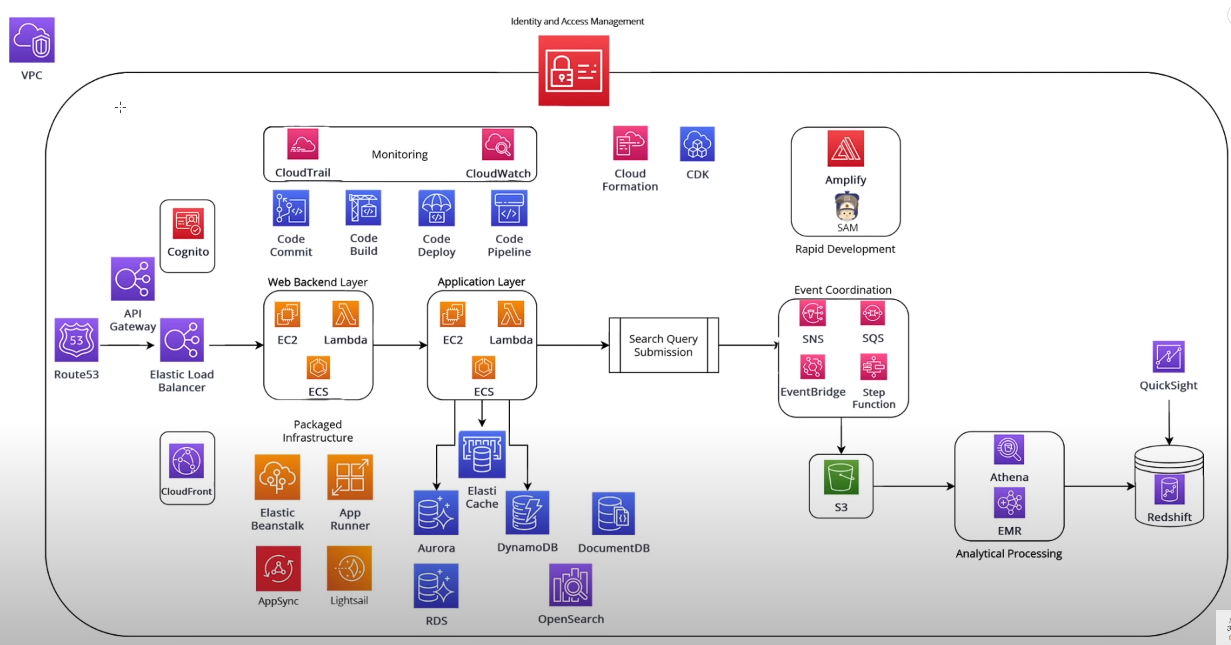 Identity and Access Management
VPC
Monitoring
CloudTrail
CloudWatch
Cloud
Formation
CDK
Amplify
SAM
Rapid Development
Code
Commit
Code
Build
Code
Deploy
Code
Pipeline
Cognito
API
Gateway
53
Route53
Elastic Load
Balancer
Web Backend Layer
EC2
Lambda
ECS
Application Layer
EC2
Lambda
ECS
Search Query
Submission
Event Coordination
SNS
SQS
EventBridge
Step
Function
QuickSight
CloudFront
Packaged
Infrastructure
Elastic
Beanstalk
App
Runner
AppSync
Lightsail
Elasti
Cache
Aurora
DynamoDB
DocumentDB
RDS
OpenSearch
S3
Athena
EMR
Analytical Processing
Redshift